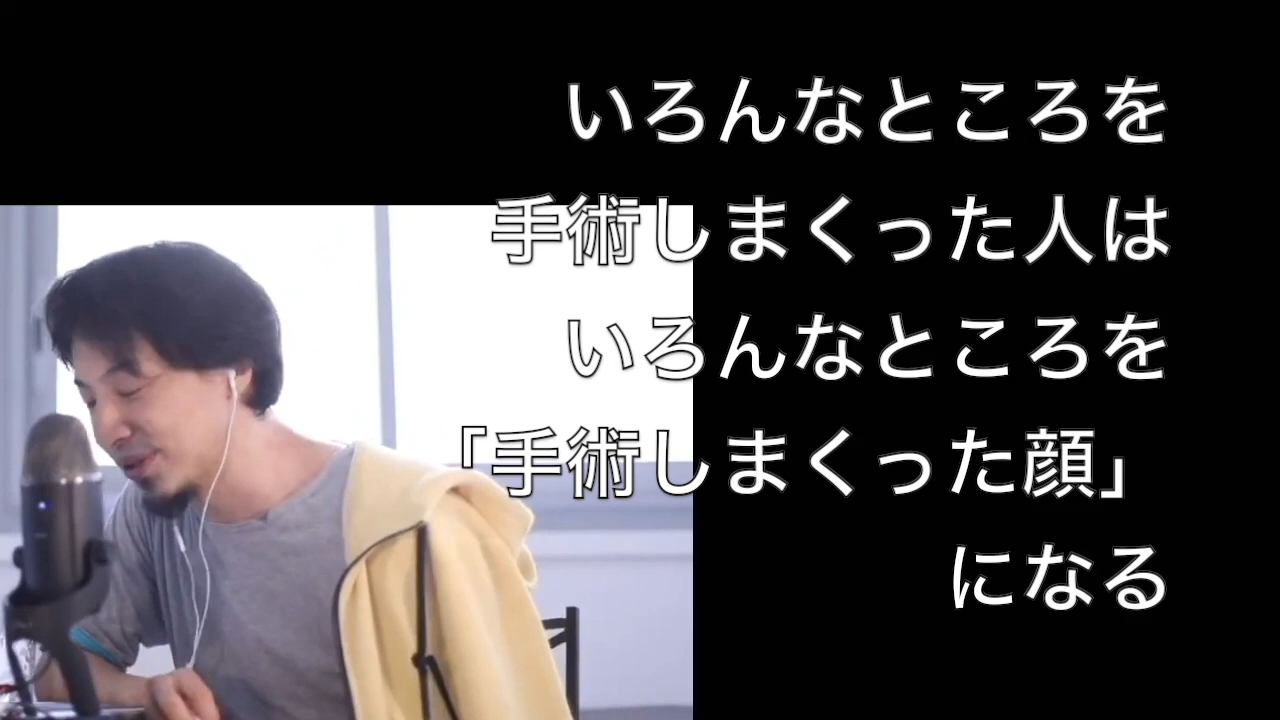 いろんなところを
手術しまくった人は
いろんなところを
「手術しまくった顔」
になる